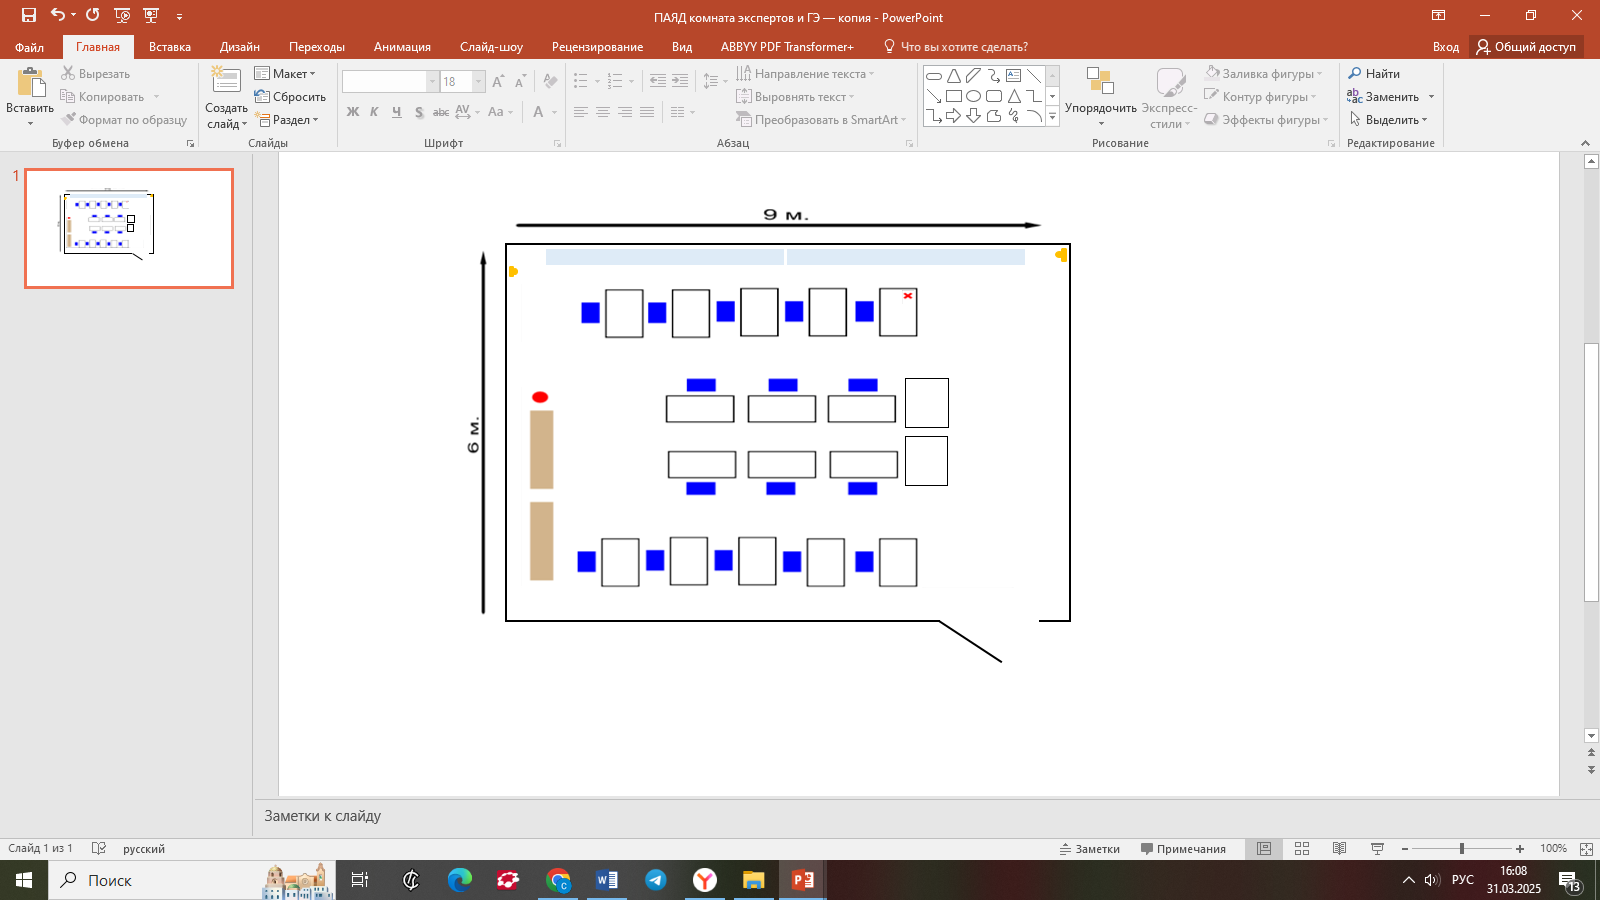 ПАЯД комната экспертов и ГЭ — копия - PowerPoint
Файл
Главная
Вставка
Дизайн
Переходы
Анимация
Слайд-шоу
Рецензирование
Вид
ABBYY PDF Transformer+
Что вы хотите сделать?
Вход
Общий доступ
Вставить
Вырезать
Копировать
Формат по образцу
Буфер обмена
Создать слайд
Макет
Сбросить
Раздел
Слайды
18
Ж К Ч S abc AV Aa A
Шрифт
Направление текста
Выровнять текст
Преобразовать в SmartArt
Абзац
Упорядочить
Экспресс-стили
Заливка фигуры
Контур фигуры
Эффекты фигуры
Рисование
Найти
Заменить
Выделить
Редактирование
1
9 м.
6 м.
Заметки к слайду
Слайд 1 из 1
русский
Заметки
Примечания
100%
Поиск
РУС
16:08
31.03.2025
13